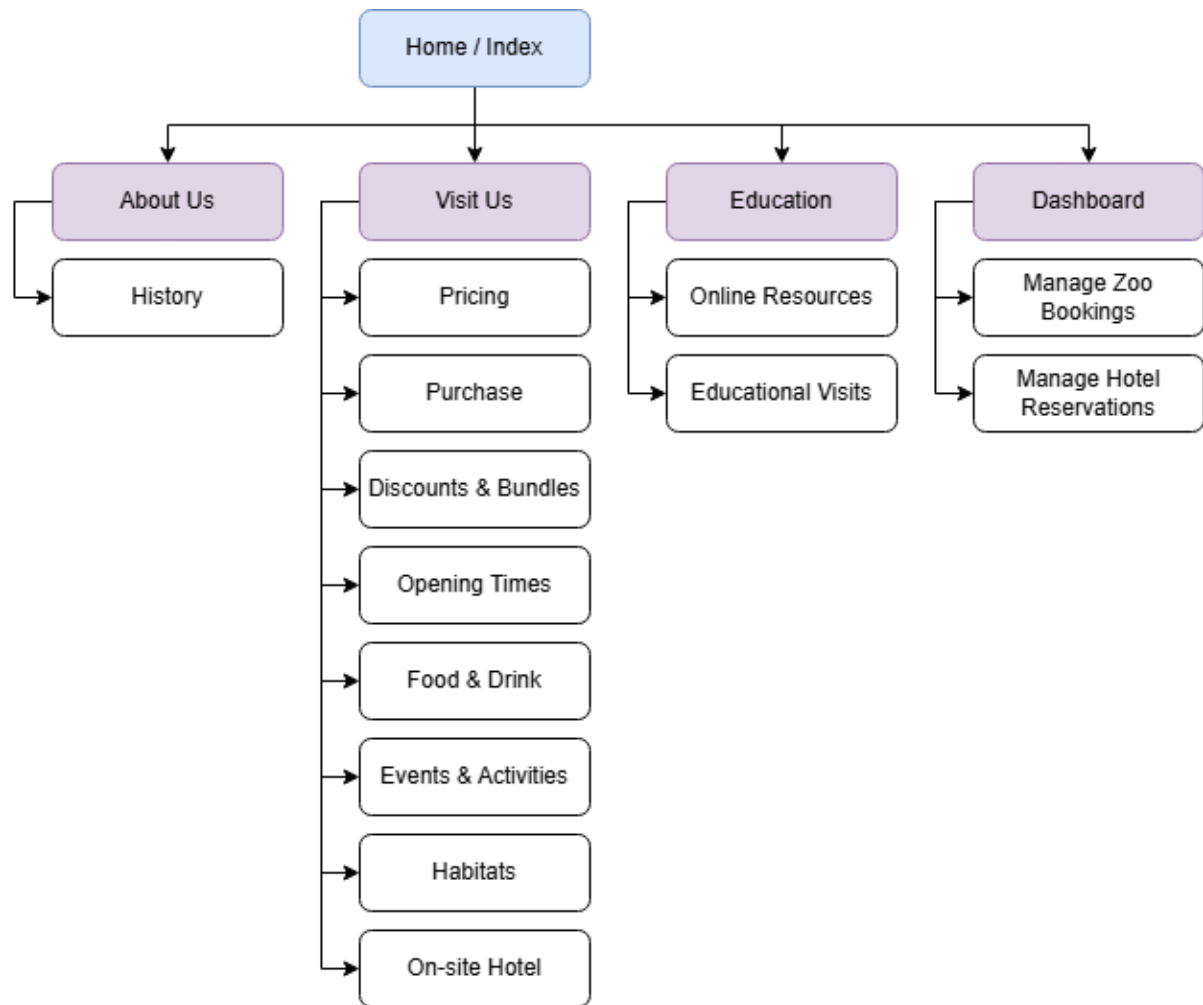 Home / Index
About Us
Visit Us
Education
Dashboard
History
Pricing
Online Resources
Manage Zoo
Bookings
Purchase
Educational Visits
Manage Hotel
Reservations
Discounts & Bundles
Opening Times
Food & Drink
Events & Activities
Habitats
On-site Hotel